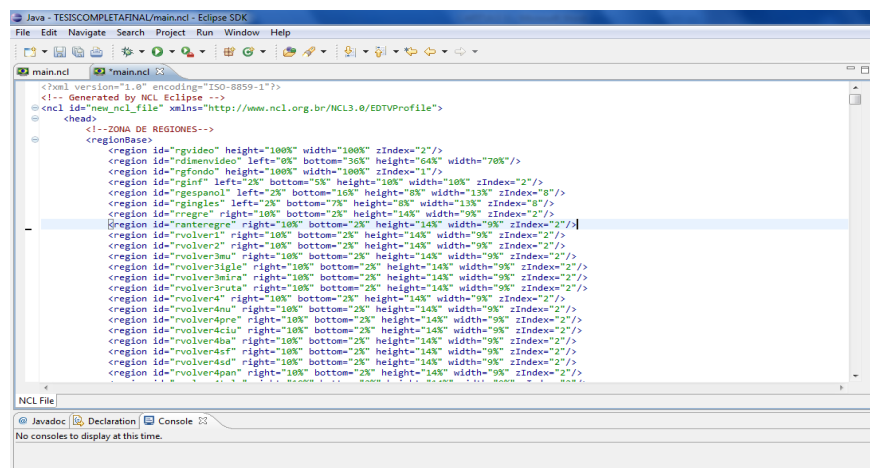 Java - TESISCOMPLETAFINAL/main.ncl - Eclipse SDK
File Edit Navigate Search Project Run Window Help
main.ncl *main.ncl
<?xml version="1.0" encoding="ISO-8859-1"?>
<!-- Generated by NCL Eclipse -->
<ncl id="new_ncl_file" xmlns="http://www.ncl.org.br/NCL3.0/EDTVProfile">
<head>
<!--ZONA DE REGIONES-->
<regionBase>
<region id="rgvideo" height="100%" width="100%" zIndex="2"/>
<region id="rdimenvideo" left="0%" bottom="36%" height="64%" width="70%"/>
<region id="rgfondo" height="100%" width="100%" zIndex="1"/>
<region id="rginf" left="2%" bottom="5%" height="10%" width="10%" zIndex="2"/>
<region id="rgespanol" left="2%" bottom="16%" height="8%" width="13%" zIndex="8"/>
<region id="rgingles" left="2%" bottom="7%" height="8%" width="13%" zIndex="8"/>
<region id="rregre" right="10%" bottom="2%" height="14%" width="9%" zIndex="2"/>
<region id="ranteregre" right="10%" bottom="2%" height="14%" width="9%" zIndex="2"/>
<region id="rvolver1" right="10%" bottom="2%" height="14%" width="9%" zIndex="2"/>
<region id="rvolver2" right="10%" bottom="2%" height="14%" width="9%" zIndex="2"/>
<region id="rvolver3mu" right="10%" bottom="2%" height="14%" width="9%" zIndex="2"/>
<region id="rvolver3igle" right="10%" bottom="2%" height="14%" width="9%" zIndex="2"/>
<region id="rvolver3mira" right="10%" bottom="2%" height="14%" width="9%" zIndex="2"/>
<region id="rvolver3ruta" right="10%" bottom="2%" height="14%" width="9%" zIndex="2"/>
<region id="rvolver4" right="10%" bottom="2%" height="14%" width="9%" zIndex="2"/>
<region id="rvolver4nu" right="10%" bottom="2%" height="14%" width="9%" zIndex="2"/>
<region id="rvolver4pre" right="10%" bottom="2%" height="14%" width="9%" zIndex="2"/>
<region id="rvolver4ciu" right="10%" bottom="2%" height="14%" width="9%" zIndex="2"/>
<region id="rvolver4ba" right="10%" bottom="2%" height="14%" width="9%" zIndex="2"/>
<region id="rvolver4sf" right="10%" bottom="2%" height="14%" width="9%" zIndex="2"/>
<region id="rvolver4sd" right="10%" bottom="2%" height="14%" width="9%" zIndex="2"/>
<region id="rvolver4pan" right="10%" bottom="2%" height="14%" width="9%" zIndex="2"/>
NCL File
@ Javadoc Declaration Console
No consoles to display at this time.